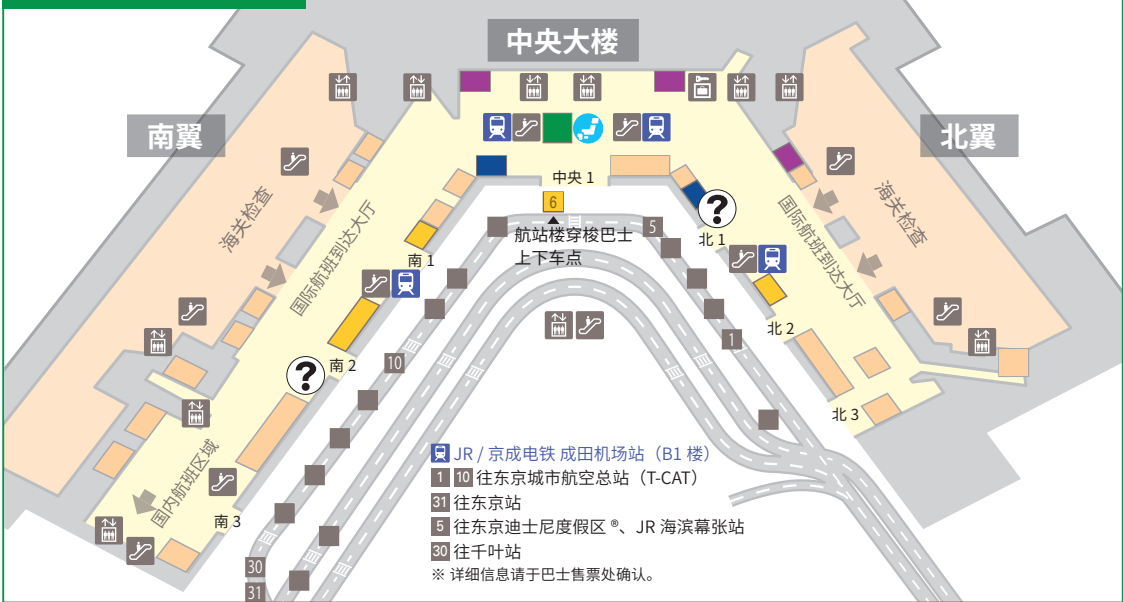 中央大楼
南翼
北翼
海关检查
海关检查
国际航班到达大厅
国际航班到达大厅
中央 1
6
航站楼穿梭巴士
上下车点
5
?
北 1
南 1
北 2
1
南 2
10
?
北 3
国内航班区域
南 3
JR / 京成电铁 成田机场站（B1 楼）
1 10 往东京城市航空总站（T-CAT）
31 往东京站
5 往东京迪士尼度假区 ®、JR 海滨幕张站
30 往千叶站
※ 详细信息请于巴士售票处确认。
30
31